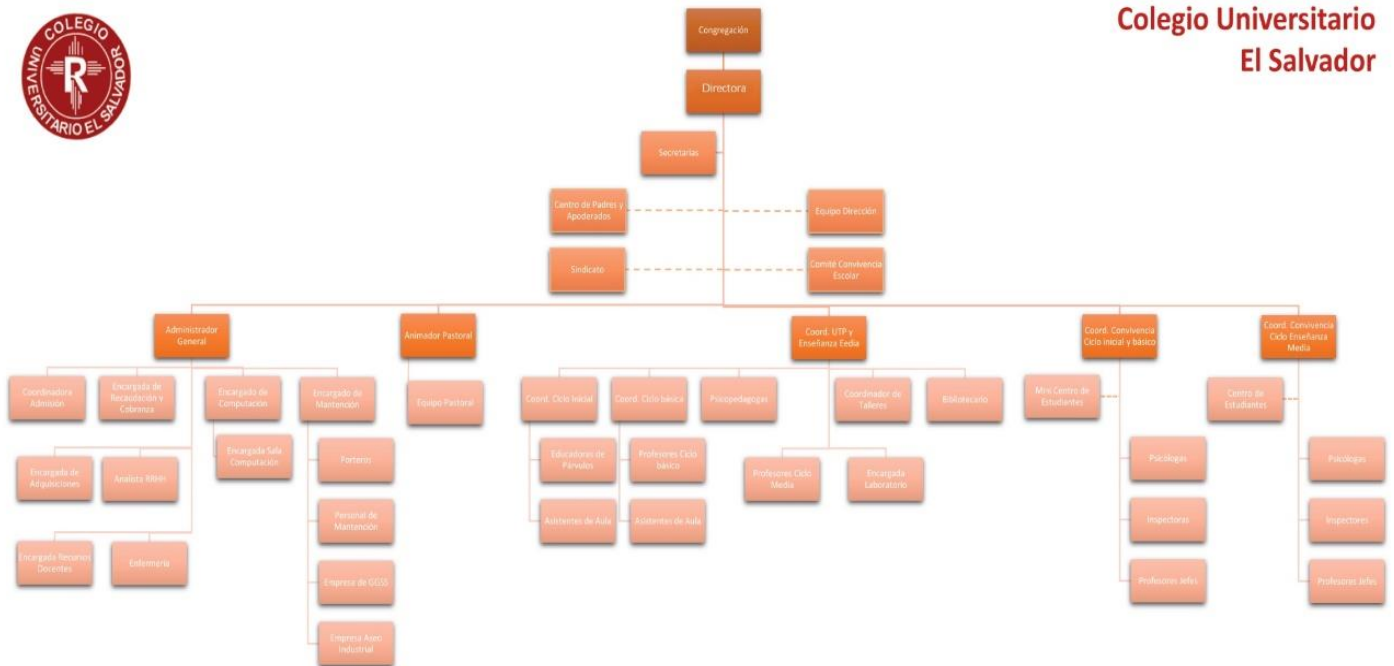 COLEGIO
UNIVERSITARIO EL SALVADOR
R
Colegio Universitario
El Salvador
Congregación
Directora
Secretarias
Centro de Padres y
Apoderados
Equipo Dirección
Sindicato
Comité Convivencia
Escolar
Administrador
General
Animador Pastoral
Coord. UTP y
Enseñanza Eedia
Coord. Convivencia
Ciclo inicial y básico
Coord. Convivencia
Ciclo Enseñanza
Media
Coordinadora
Admisión
Encargada de
Recaudación y
Cobranza
Encargado de
Computación
Encargado de
Mantención
Equipo Pastoral
Coord. Ciclo Inicial
Coord. Ciclo básica
Psicopedagogas
Coordinador de
Talleres
Bibliotecario
Mini Centro de
Estudiantes
Centro de
Estudiantes
Encargada de
Adquisiciones
Analista RRHH
Encargada Sala
Computación
Porteros
Educadores de
Párvulos
Profesores Ciclo
básico
Profesores Ciclo
Media
Encargada
Laboratorio
Psicólogas
Psicólogas
Personal de
Mantención
Asistentes de Aula
Asistentes de Aula
Inspectoras
Inspectores
Encargada Recursos
Docentes
Enfermería
Empresa de GGSS
Profesores Jefes
Profesores Jefes
Empresa Aseo
Industrial